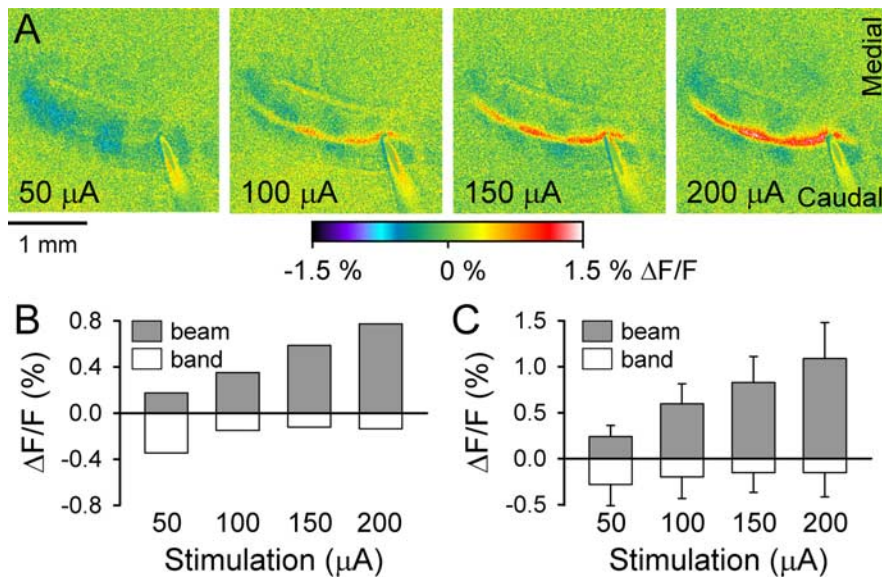 A
Medial
50 μA
100 μA
150 μA
200 μA
Caudal
1 mm
-1.5 %
0 %
1.5 % ΔF/F
B
beam
band
ΔF/F (%)
0.8
0.4
0.0
-0.4
-0.8
50
100
150
200
Stimulation (μA)
C
beam
band
ΔF/F (%)
1.5
1.0
0.5
0.0
-0.5
50
100
150
200
Stimulation (μA)